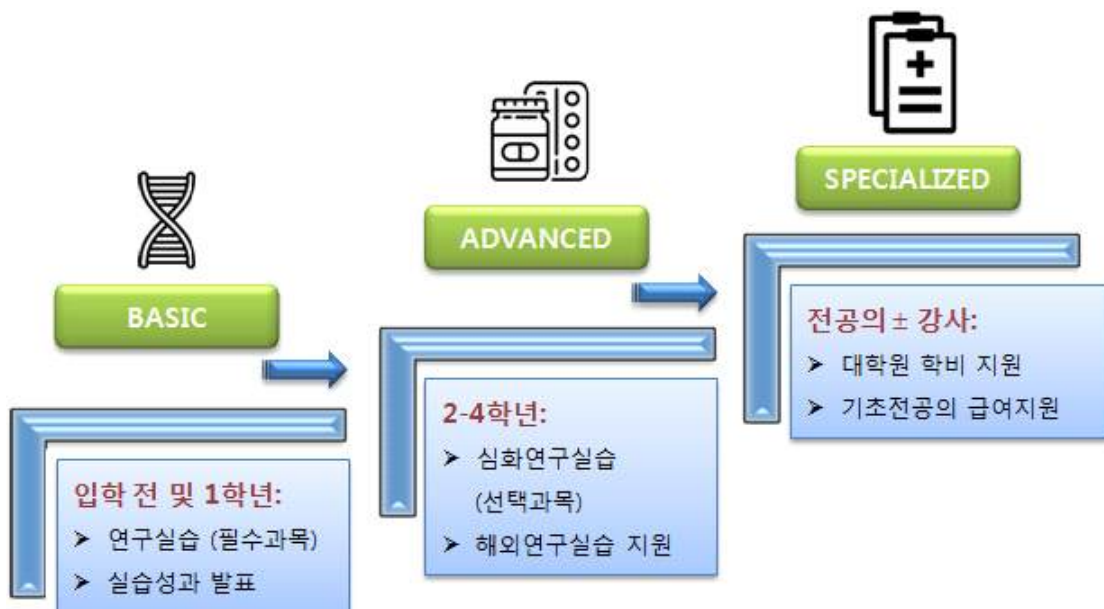 BASIC
입학 전 및 1학년:
➤ 연구실습 (필수과목)
➤ 실습성과 발표
ADVANCED
2-4학년:
➤ 심화연구실습
(선택과목)
➤ 해외연구실습 지원
SPECIALIZED
전공의 ± 강사:
➤ 대학원 학비 지원
➤ 기초전공의 급여지원